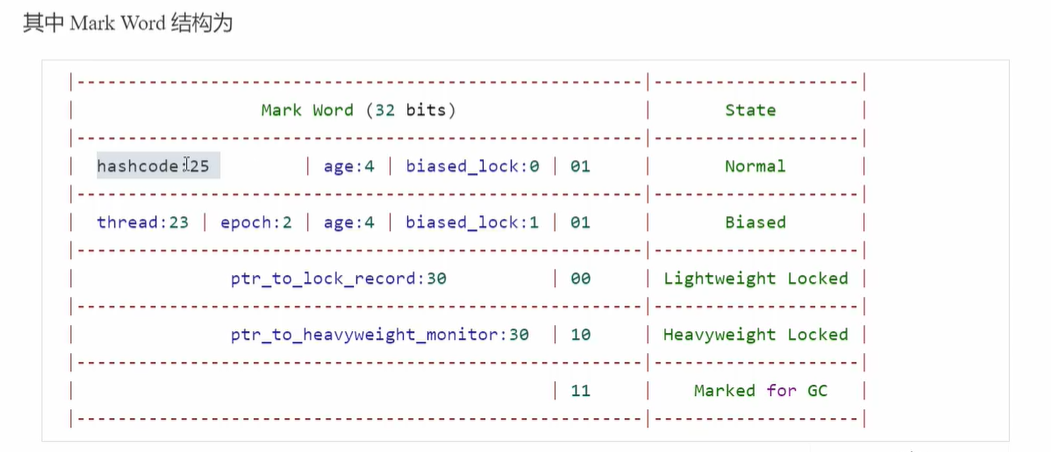 其中 Mark Word 结构为
|-------------------------------------------------------|--------------------|
| Mark Word (32 bits) | State |
|-------------------------------------------------------|--------------------|
| hashcode:25 | age:4 | biased_lock:0 | 01 | Normal |
|-------------------------------------------------------|--------------------|
| thread:23 | epoch:2 | age:4 | biased_lock:1 | 01 | Biased |
|-------------------------------------------------------|--------------------|
| ptr_to_lock_record:30 | 00 | Lightweight Locked |
|-------------------------------------------------------|--------------------|
| ptr_to_heavyweight_monitor:30 | 10 | Heavyweight Locked |
|-------------------------------------------------------|--------------------|
| | 11 | Marked for GC |
|-------------------------------------------------------|--------------------|